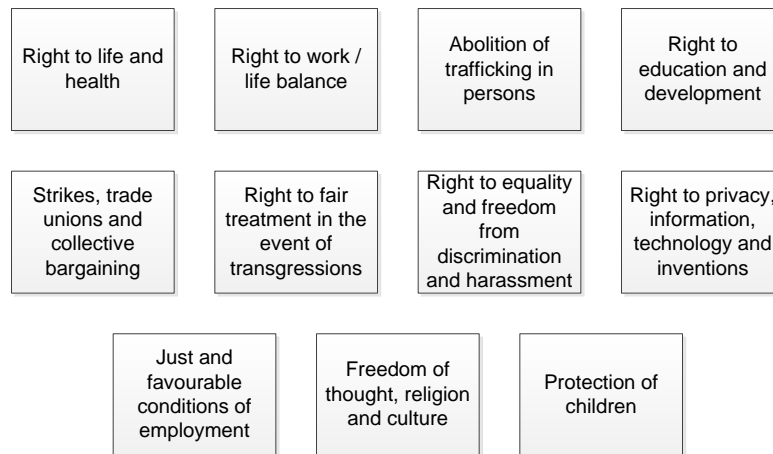 Right to life and
health
Right to work /
life balance
Abolition of
trafficking in
persons
Right to
education and
development
Strikes, trade
unions and
collective
bargaining
Right to fair
treatment in the
event of
transgressions
Right to equality
and freedom
from
discrimination
and harassment
Right to privacy,
information,
technology and
inventions
Just and
favourable
conditions of
employment
Freedom of
thought, religion
and culture
Protection of
children